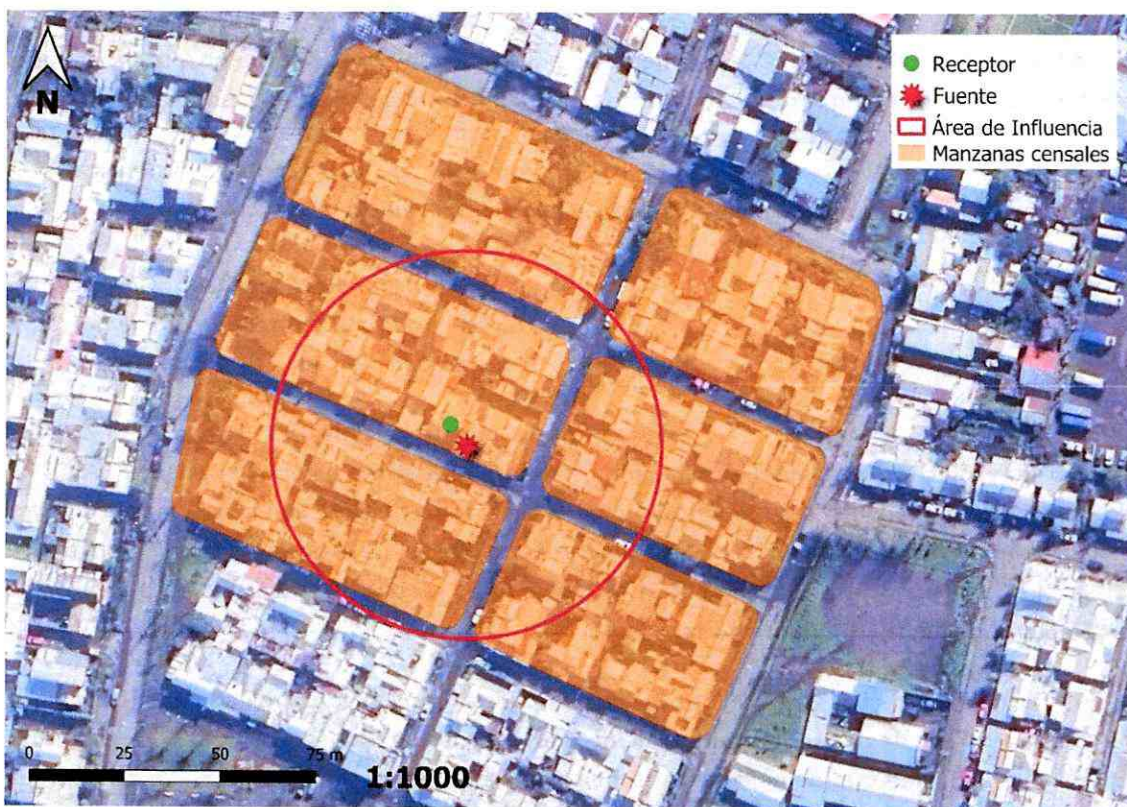 N
Receptor
Fuente
Área de Influencia
Manzanas censales
0 25 50 75 m
1:1000